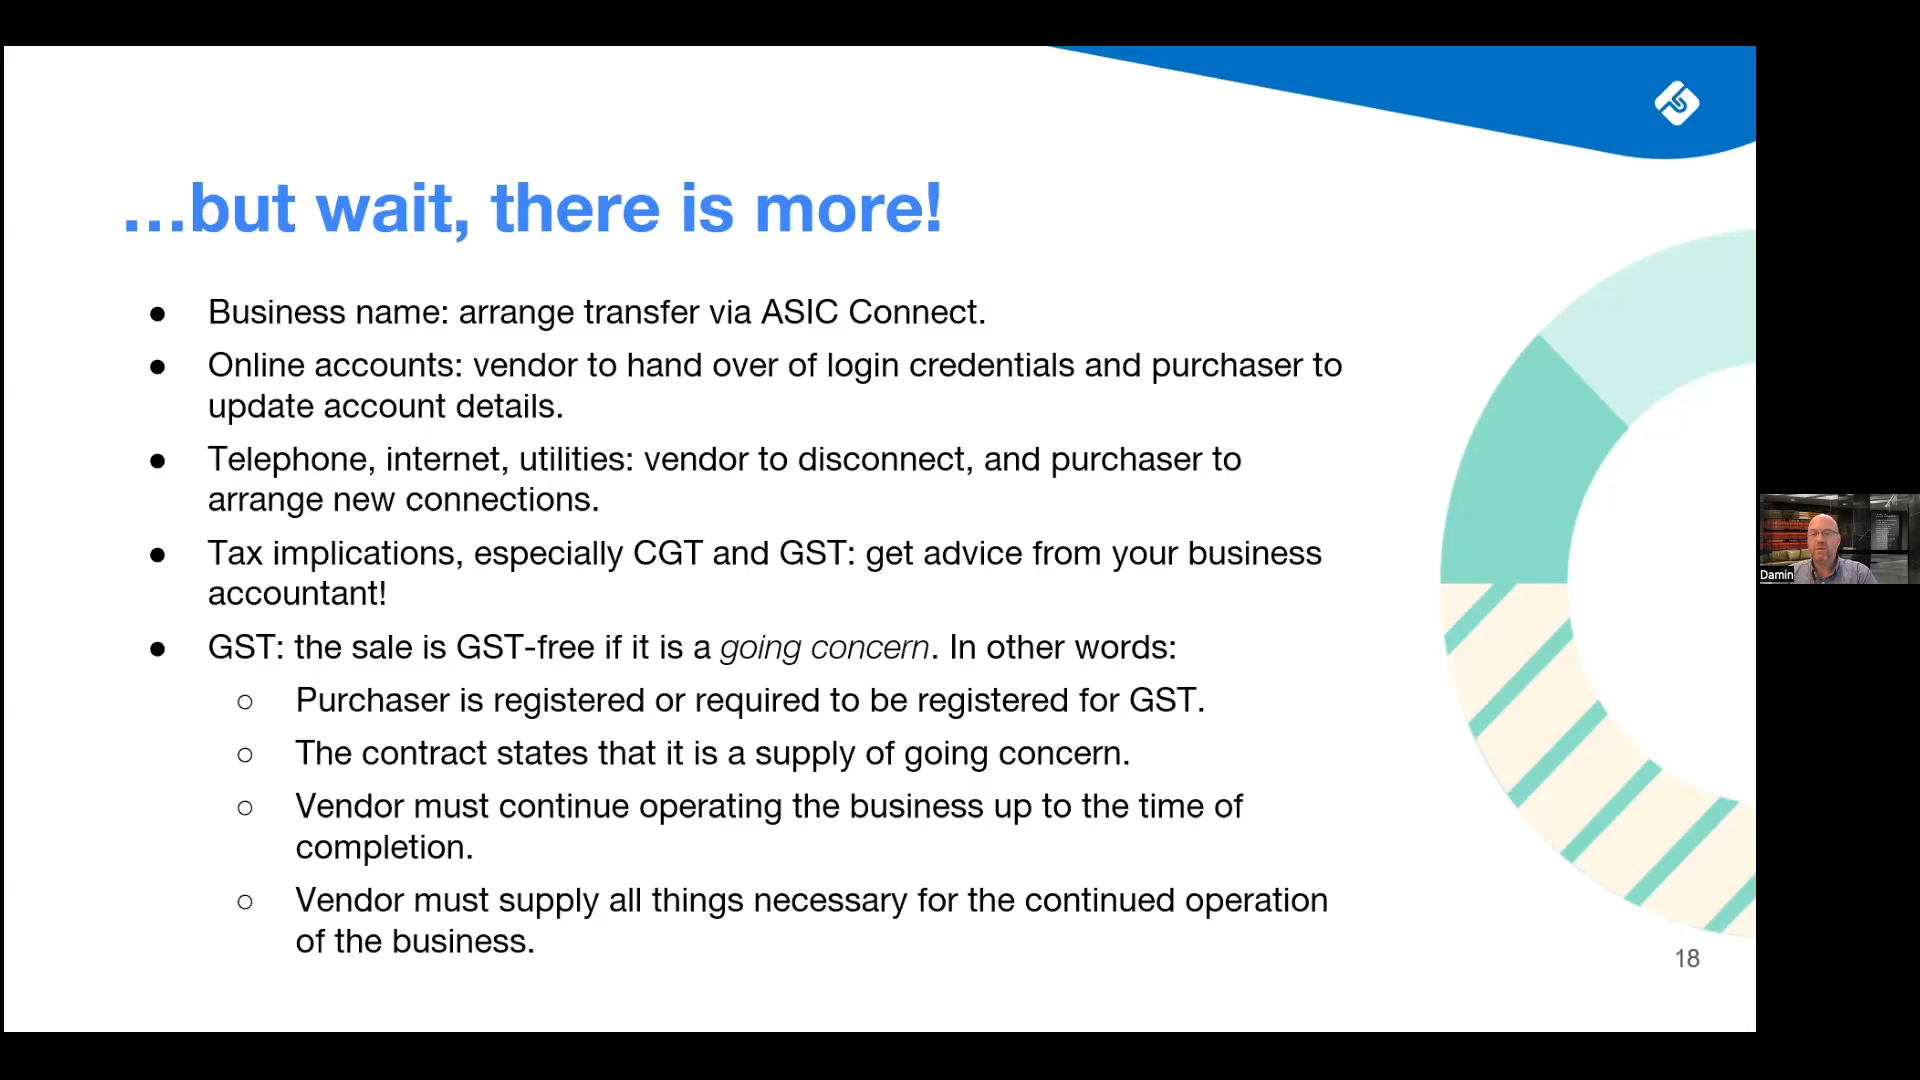 …but wait, there is more!
● Business name: arrange transfer via ASIC Connect.
● Online accounts: vendor to hand over of login credentials and purchaser to
update account details.
● Telephone, internet, utilities: vendor to disconnect, and purchaser to
arrange new connections.
● Tax implications, especially CGT and GST: get advice from your business
accountant!
● GST: the sale is GST-free if it is a going concern. In other words:
○ Purchaser is registered or required to be registered for GST.
○ The contract states that it is a supply of going concern.
○ Vendor must continue operating the business up to the time of
completion.
○ Vendor must supply all things necessary for the continued operation
of the business.
18
Damin